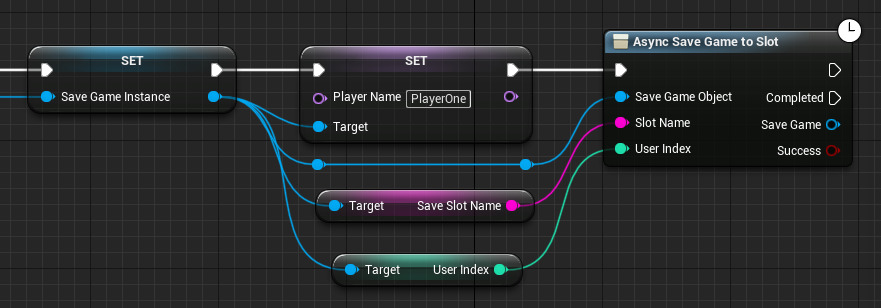 SET
Save Game Instance
SET
Player Name PlayerOne
Target
Async Save Game to Slot
Save Game Object Completed
Slot Name Save Game
User Index Success
Target Save Slot Name
Target User Index